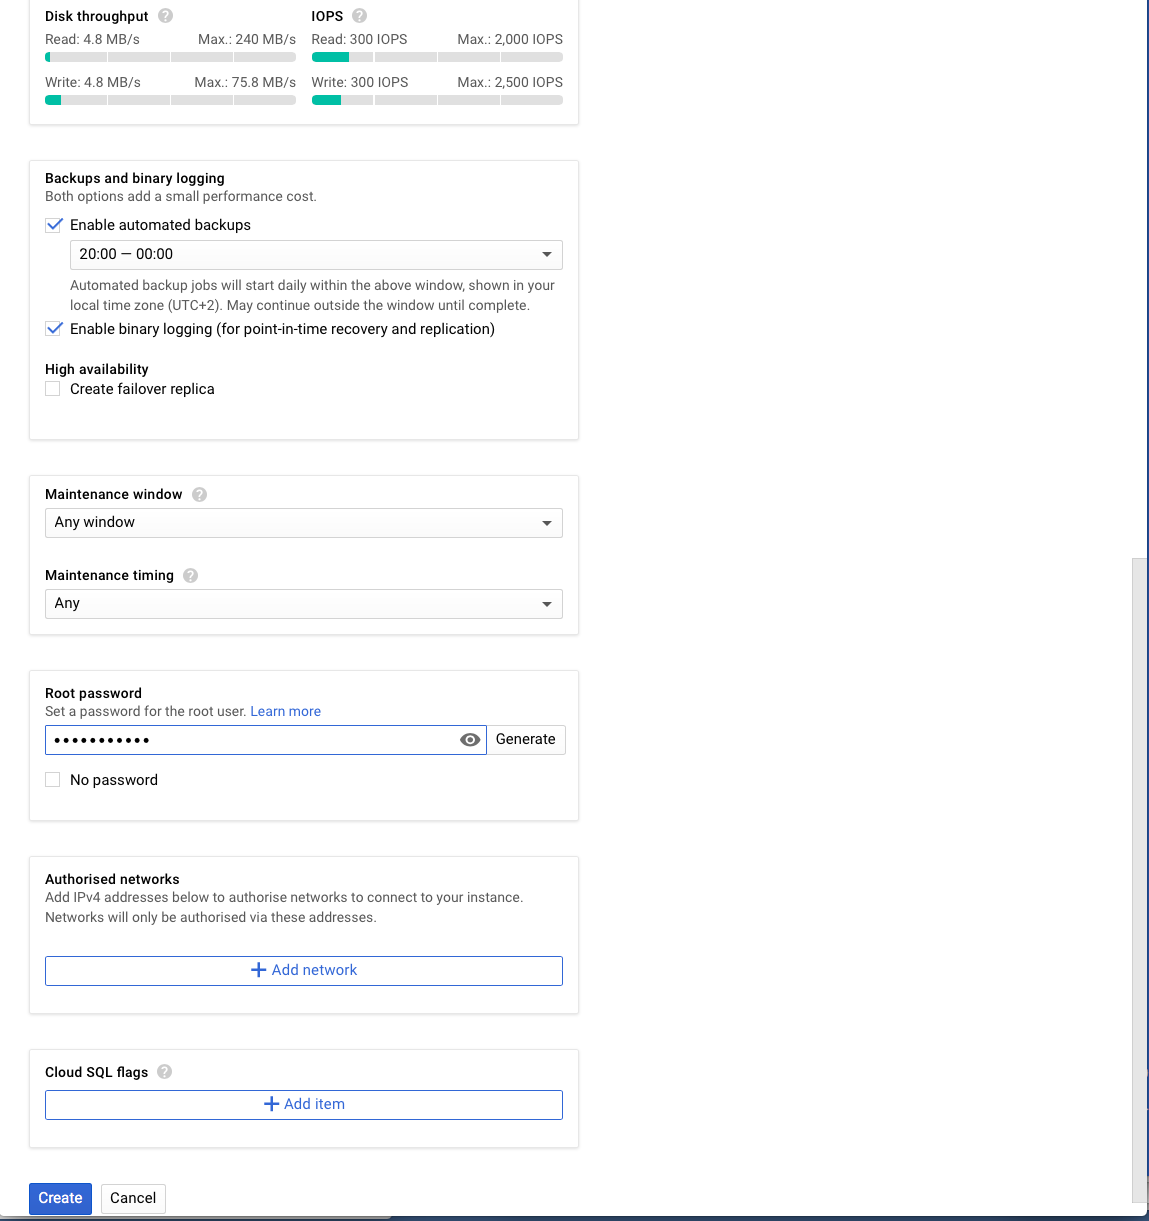 Disk throughput
Read: 4.8 MB/s Max.: 240 MB/s
Write: 4.8 MB/s Max.: 75.8 MB/s
IOPS
Read: 300 IOPS Max.: 2,000 IOPS
Write: 300 IOPS Max.: 2,500 IOPS
Backups and binary logging
Both options add a small performance cost.
Enable automated backups
20:00 — 00:00
Automated backup jobs will start daily within the above window, shown in your
local time zone (UTC+2). May continue outside the window until complete.
Enable binary logging (for point-in-time recovery and replication)
High availability
Create failover replica
Maintenance window
Any window
Maintenance timing
Any
Root password
Set a password for the root user. Learn more
•••••••••••
Generate
No password
Authorised networks
Add IPv4 addresses below to authorise networks to connect to your instance.
Networks will only be authorised via these addresses.
+ Add network
Cloud SQL flags
+ Add item
Create Cancel